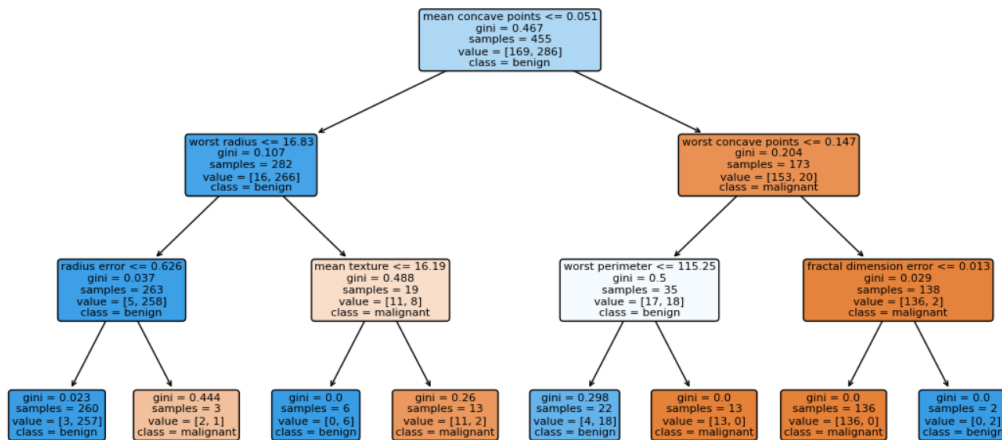 mean concave points <= 0.051
gini = 0.467
samples = 455
value = [169, 286]
class = benign
worst radius <= 16.83
gini = 0.107
samples = 282
value = [16, 266]
class = benign
worst concave points <= 0.147
gini = 0.204
samples = 173
value = [153, 20]
class = malignant
radius error <= 0.626
gini = 0.037
samples = 263
value = [5, 258]
class = benign
mean texture <= 16.19
gini = 0.488
samples = 19
value = [11, 8]
class = malignant
worst perimeter <= 115.25
gini = 0.5
samples = 35
value = [17, 18]
class = benign
fractal dimension error <= 0.013
gini = 0.029
samples = 138
value = [136, 2]
class = malignant
gini = 0.023
samples = 260
value = [3, 257]
class = benign
gini = 0.444
samples = 3
value = [2, 1]
class = malignant
gini = 0.0
samples = 6
value = [0, 6]
class = benign
gini = 0.26
samples = 13
value = [11, 2]
class = malignant
gini = 0.298
samples = 22
value = [4, 18]
class = benign
gini = 0.0
samples = 13
value = [13, 0]
class = malignant
gini = 0.0
samples = 136
value = [136, 0]
class = malignant
gini = 0.0
samples = 2
value = [0, 2]
class = benign